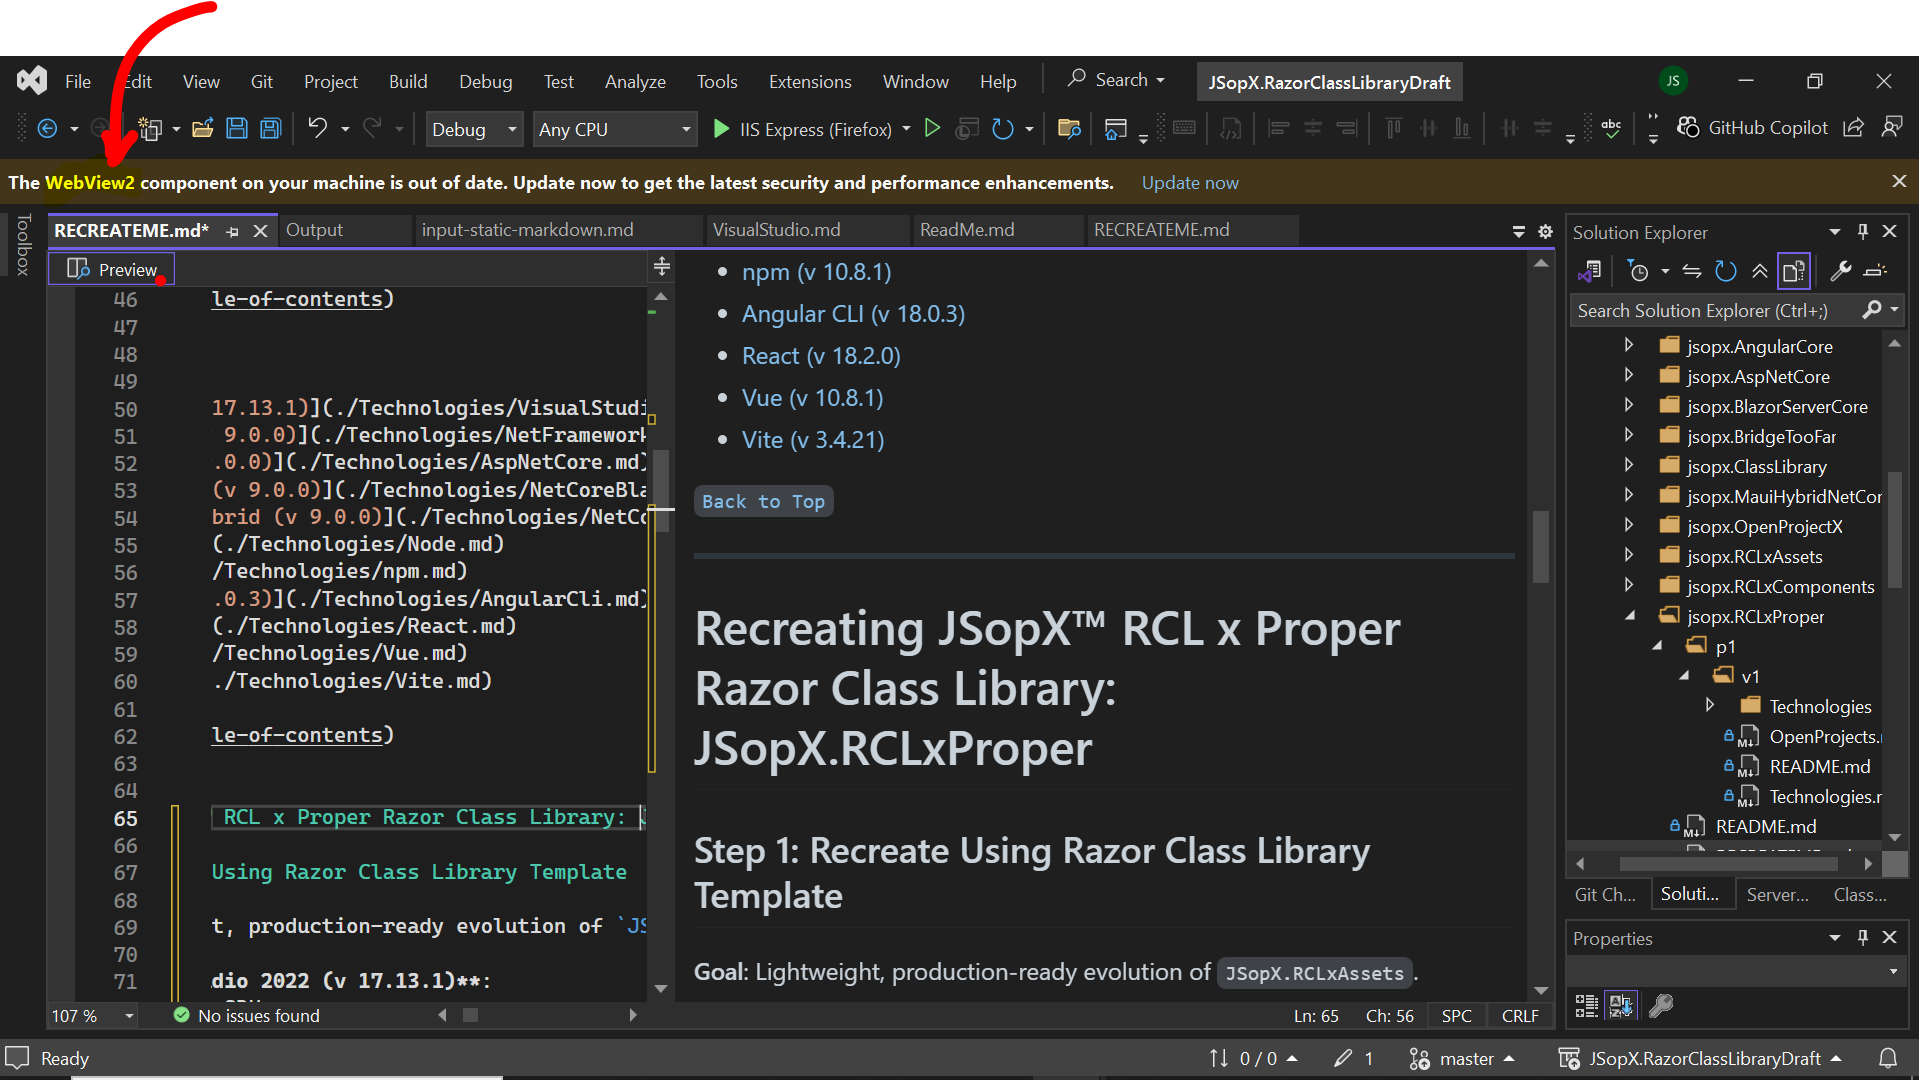 File Edit View Git Project Build Debug Test Analyze Tools Extensions Window Help Search JSopX.RazorClassLibraryDraft JS
Debug Any CPU IIS Express (Firefox) abc GitHub Copilot
The WebView2 component on your machine is out of date. Update now to get the latest security and performance enhancements. Update now
Toolbox
RECREATEME.md* Output input-static-markdown.md VisualStudio.md ReadMe.md RECREATEME.md
Preview
46 le-of-contents)
47
48
49
50 17.13.1)](./Technologies/VisualStudi
51 9.0.0)](./Technologies/NetFramework
52 .0.0)](./Technologies/AspNetCore.md)
53 (v 9.0.0)](./Technologies/NetCoreBla
54 brid (v 9.0.0)](./Technologies/NetCo
55 (./Technologies/Node.md)
56 /Technologies/npm.md)
57 .0.3)](./Technologies/AngularCli.md)
58 (./Technologies/React.md)
59 /Technologies/Vue.md)
60 ./Technologies/Vite.md)
61
62 le-of-contents)
63
64
65 RCL x Proper Razor Class Library: J
66
67 Using Razor Class Library Template
68
69 t, production-ready evolution of `JS
70
71 dio 2022 (v 17.13.1)**:
107 % No issues found
• npm (v 10.8.1)
• Angular CLI (v 18.0.3)
• React (v 18.2.0)
• Vue (v 10.8.1)
• Vite (v 3.4.21)
Back to Top
Recreating JSopX™ RCL x Proper
Razor Class Library:
JSopX.RCLxProper
Step 1: Recreate Using Razor Class Library
Template
Goal: Lightweight, production-ready evolution of JSopX.RCLxAssets.
Ln: 65 Ch: 56 SPC CRLF
Solution Explorer
Search Solution Explorer (Ctrl+;)
jsopx.AngularCore
jsopx.AspNetCore
jsopx.BlazorServerCore
jsopx.BridgeTooFar
jsopx.ClassLibrary
jsopx.MauiHybridNetCor
jsopx.OpenProjectX
jsopx.RCLxAssets
jsopx.RCLxComponents
jsopx.RCLxProper
p1
v1
Technologies
OpenProjects.
README.md
Technologies.r
README.md
Git Ch... Soluti... Server... Class...
Properties
Ready 0 / 0 1 master JSopX.RazorClassLibraryDraft